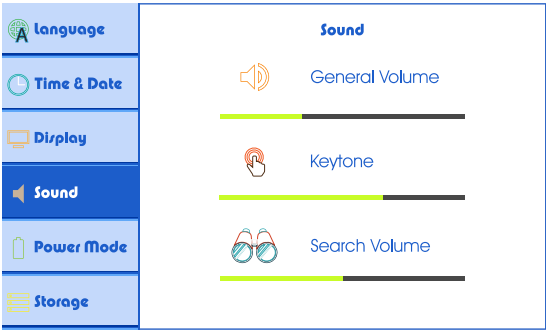 Language
Time & Date
Display
Sound
Power Mode
Storage
Sound
General Volume
Keytone
Search Volume